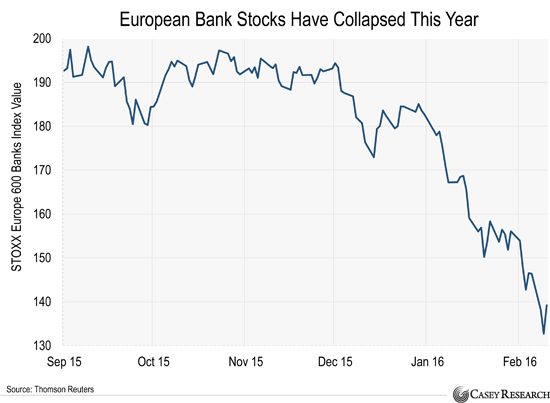 European Bank Stocks Have Collapsed This Year
STOXX Europe 600 Banks Index Value
200
190
180
170
160
150
140
130
Sep 15 Oct 15 Nov 15 Dec 15 Jan 16 Feb 16
Source: Thomson Reuters
CASEY RESEARCH